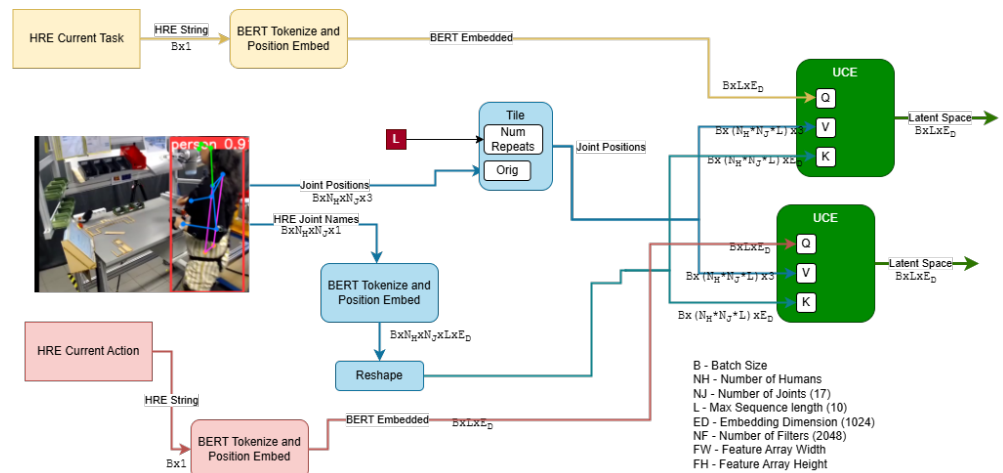 HRE Current Task
HRE String
Bx1
BERT Tokenize and
Position Embed
BERT Embedded
BxLxE_D
UCE
Q
V
K
Bx(N_H*N_J*L)x3
Bx(N_H*N_J*L)xE_D
Latent Space
BxLxE_D
person 0.9
L
Tile
Num
Repeats
Orig
Joint Positions
Joint Positions
BxN_HxN_Jx3
HRE Joint Names
BxN_HxN_Jx1
BERT Tokenize and
Position Embed
BxN_HxN_JxLxE_D
Reshape
UCE
Q
V
K
BxLxE_D
Bx(N_H*N_J*L)x3
Bx(N_H*N_J*L)xE_D
Latent Space
BxLxE_D
HRE Current Action
HRE String
Bx1
BERT Tokenize and
Position Embed
BERT Embedded
BxLxE_D
B - Batch Size
NH - Number of Humans
NJ - Number of Joints (17)
L - Max Sequence length (10)
ED - Embedding Dimension (1024)
NF - Number of Filters (2048)
FW - Feature Array Width
FH - Feature Array Height